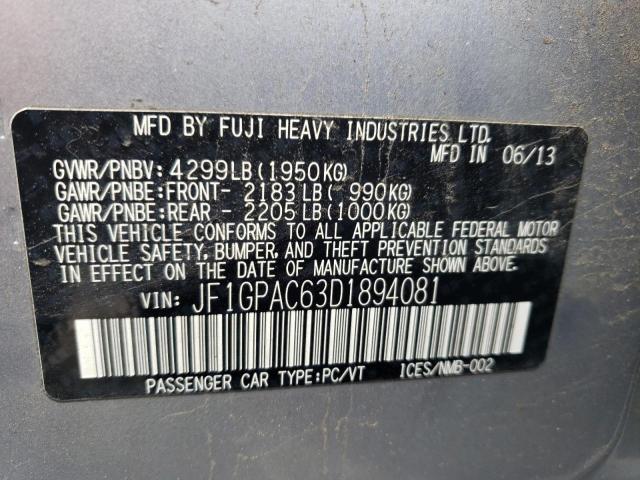 MFD BY FUJI HEAVY INDUSTRIES LTD.
MFD IN 06/13
GVWR/PNBV: 4299LB(1950KG)
GAWR/PNBE:FRONT- 2183LB( 990KG)
GAWR/PNBE:REAR - 2205LB(1000KG)
THIS VEHICLE CONFORMS TO ALL APPLICABLE FEDERAL MOTOR
VEHICLE SAFETY, BUMPER, AND THEFT PREVENTION STANDARDS
IN EFFECT ON THE DATE OF MANUFACTURE SHOWN ABOVE.
VIN: JF1GPAC63D1894081
PASSENGER CAR TYPE:PC/VT ICES/NMB-002